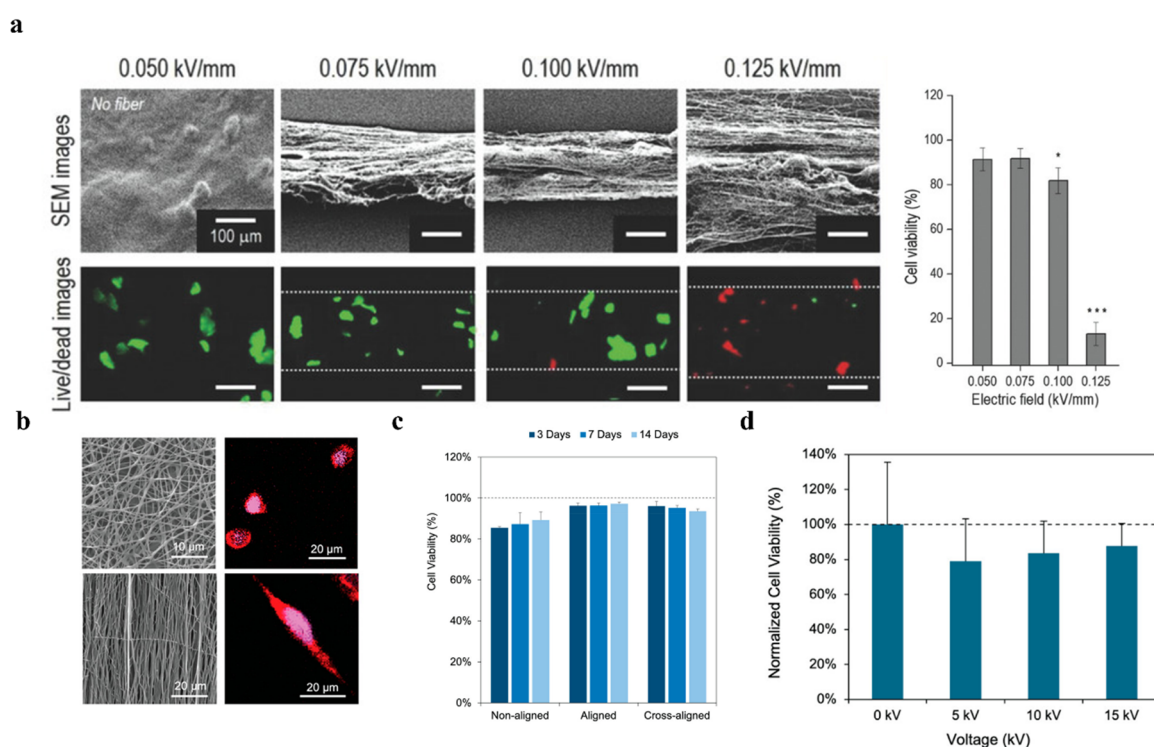 a
0.050 kV/mm 0.075 kV/mm 0.100 kV/mm 0.125 kV/mm
SEM images
No fiber
100 μm
Live/dead images
Cell viability (%)
120
100
80
60
40
20
0
*
***
0.050 0.075 0.100 0.125
Electric field (kV/mm)
b
10 μm
20 μm
20 μm
20 μm
c
3 Days 7 Days 14 Days
Cell Viability (%)
120%
100%
80%
60%
40%
20%
0%
Non-aligned Aligned Cross-aligned
d
Normalized Cell Viability (%)
140%
120%
100%
80%
60%
40%
20%
0%
0 kV 5 kV 10 kV 15 kV
Voltage (kV)